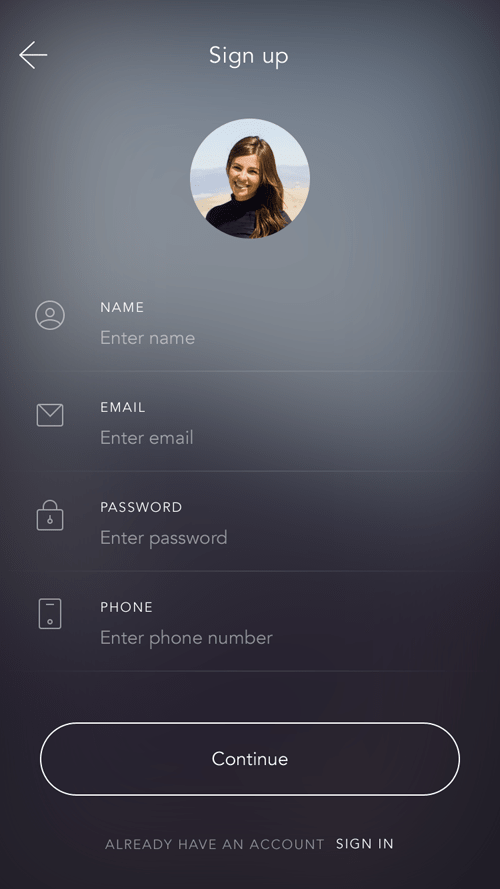 Sign up
NAME
Enter name
EMAIL
Enter email
PASSWORD
Enter password
PHONE
Enter phone number
Continue
ALREADY HAVE AN ACCOUNT SIGN IN